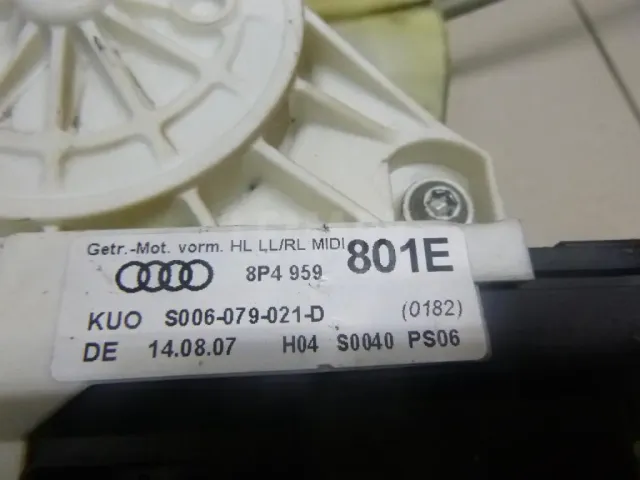 Getr.-Mot. vorm. HL LL/RL MIDI
8P4 959 801E
KUO S006-079-021-D (0182)
DE 14.08.07 H04 S0040 PS06